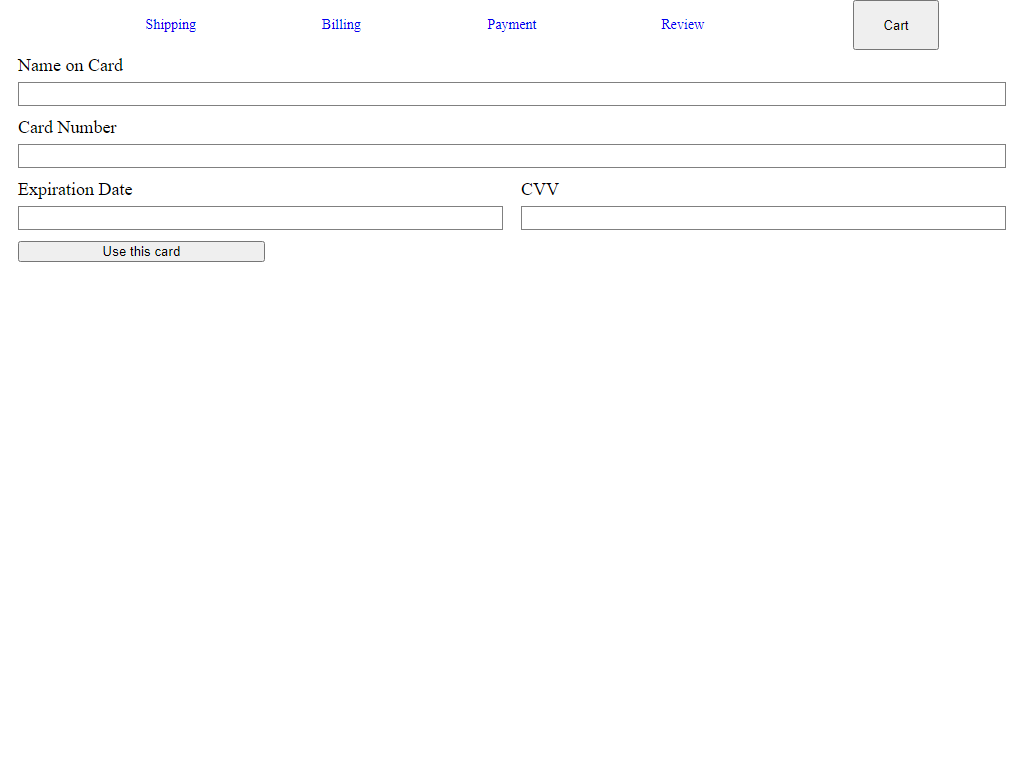 Shipping Billing Payment Review Cart
Name on Card
Card Number
Expiration Date CVV
Use this card